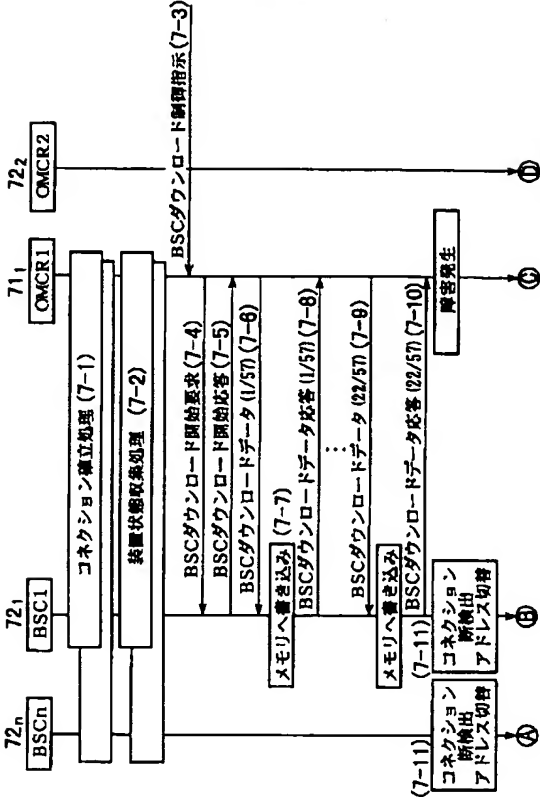 72n
BSCn
72₁
BSC1
71₁
OMCR1
72₂
OMCR2
コネクション確立処理 (7-1)
装置状態収集処理 (7-2)
BSCダウンロード制御指示 (7-3)
BSCダウンロード開始要求 (7-4)
BSCダウンロード開始応答 (7-5)
BSCダウンロードデータ (1/57) (7-6)
メモリへ書き込み
(7-7)
BSCダウンロードデータ応答 (1/57) (7-8)
BSCダウンロードデータ (22/57) (7-9)
メモリへ書き込み
BSCダウンロードデータ応答 (22/57) (7-10)
(7-11)
コネクション
断検出
アドレス切替
(7-11)
コネクション
断検出
アドレス切替
障害発生
Ⓐ
Ⓑ
Ⓒ
Ⓓ